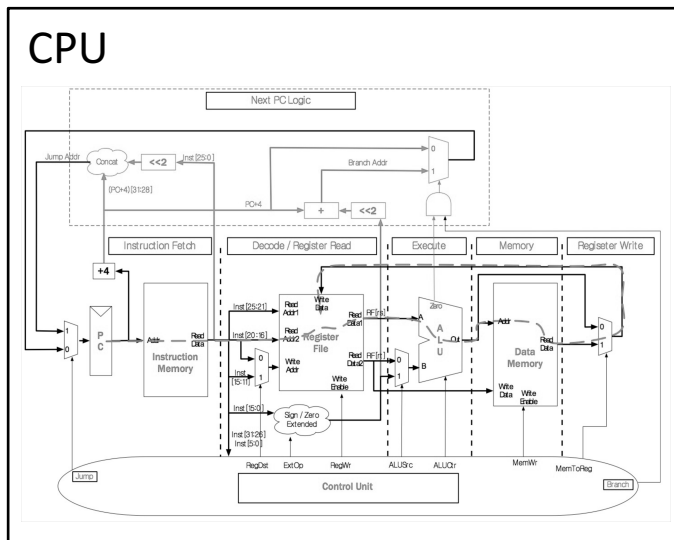 CPU
Next PC Logic
Jump Addr
Concat
<<2
Inst[25:0]
0
1
Branch Addr
(PC+4)[31:28]
PC+4
+
<<2
Instruction Fetch
Decode / Register Read
Execute
Memory
Regiseter Write
+4
1
0
PC
Addr
Read
Data
Instruction
Memory
Inst[25:21]
Inst[20:16]
Inst
[15:11]
Inst[15:0]
Inst[31:26]
Inst[5:0]
0
1
Write
Data
Read
Addr1
Read
Data1
Read
Addr2
Register
File
Read
Data2
Write
Addr
Write
Enable
RF[rs]
RF[rt]
Sign / Zero
Extended
0
1
Zero
A
ALU
Out
B
Addr
Read
Data
Data
Memory
Write
Data
Write
Enable
0
1
Jump
RegDst
ExtOp
RegWr
ALUSrc
ALUCtr
MemWr
MemToReg
Branch
Control Unit